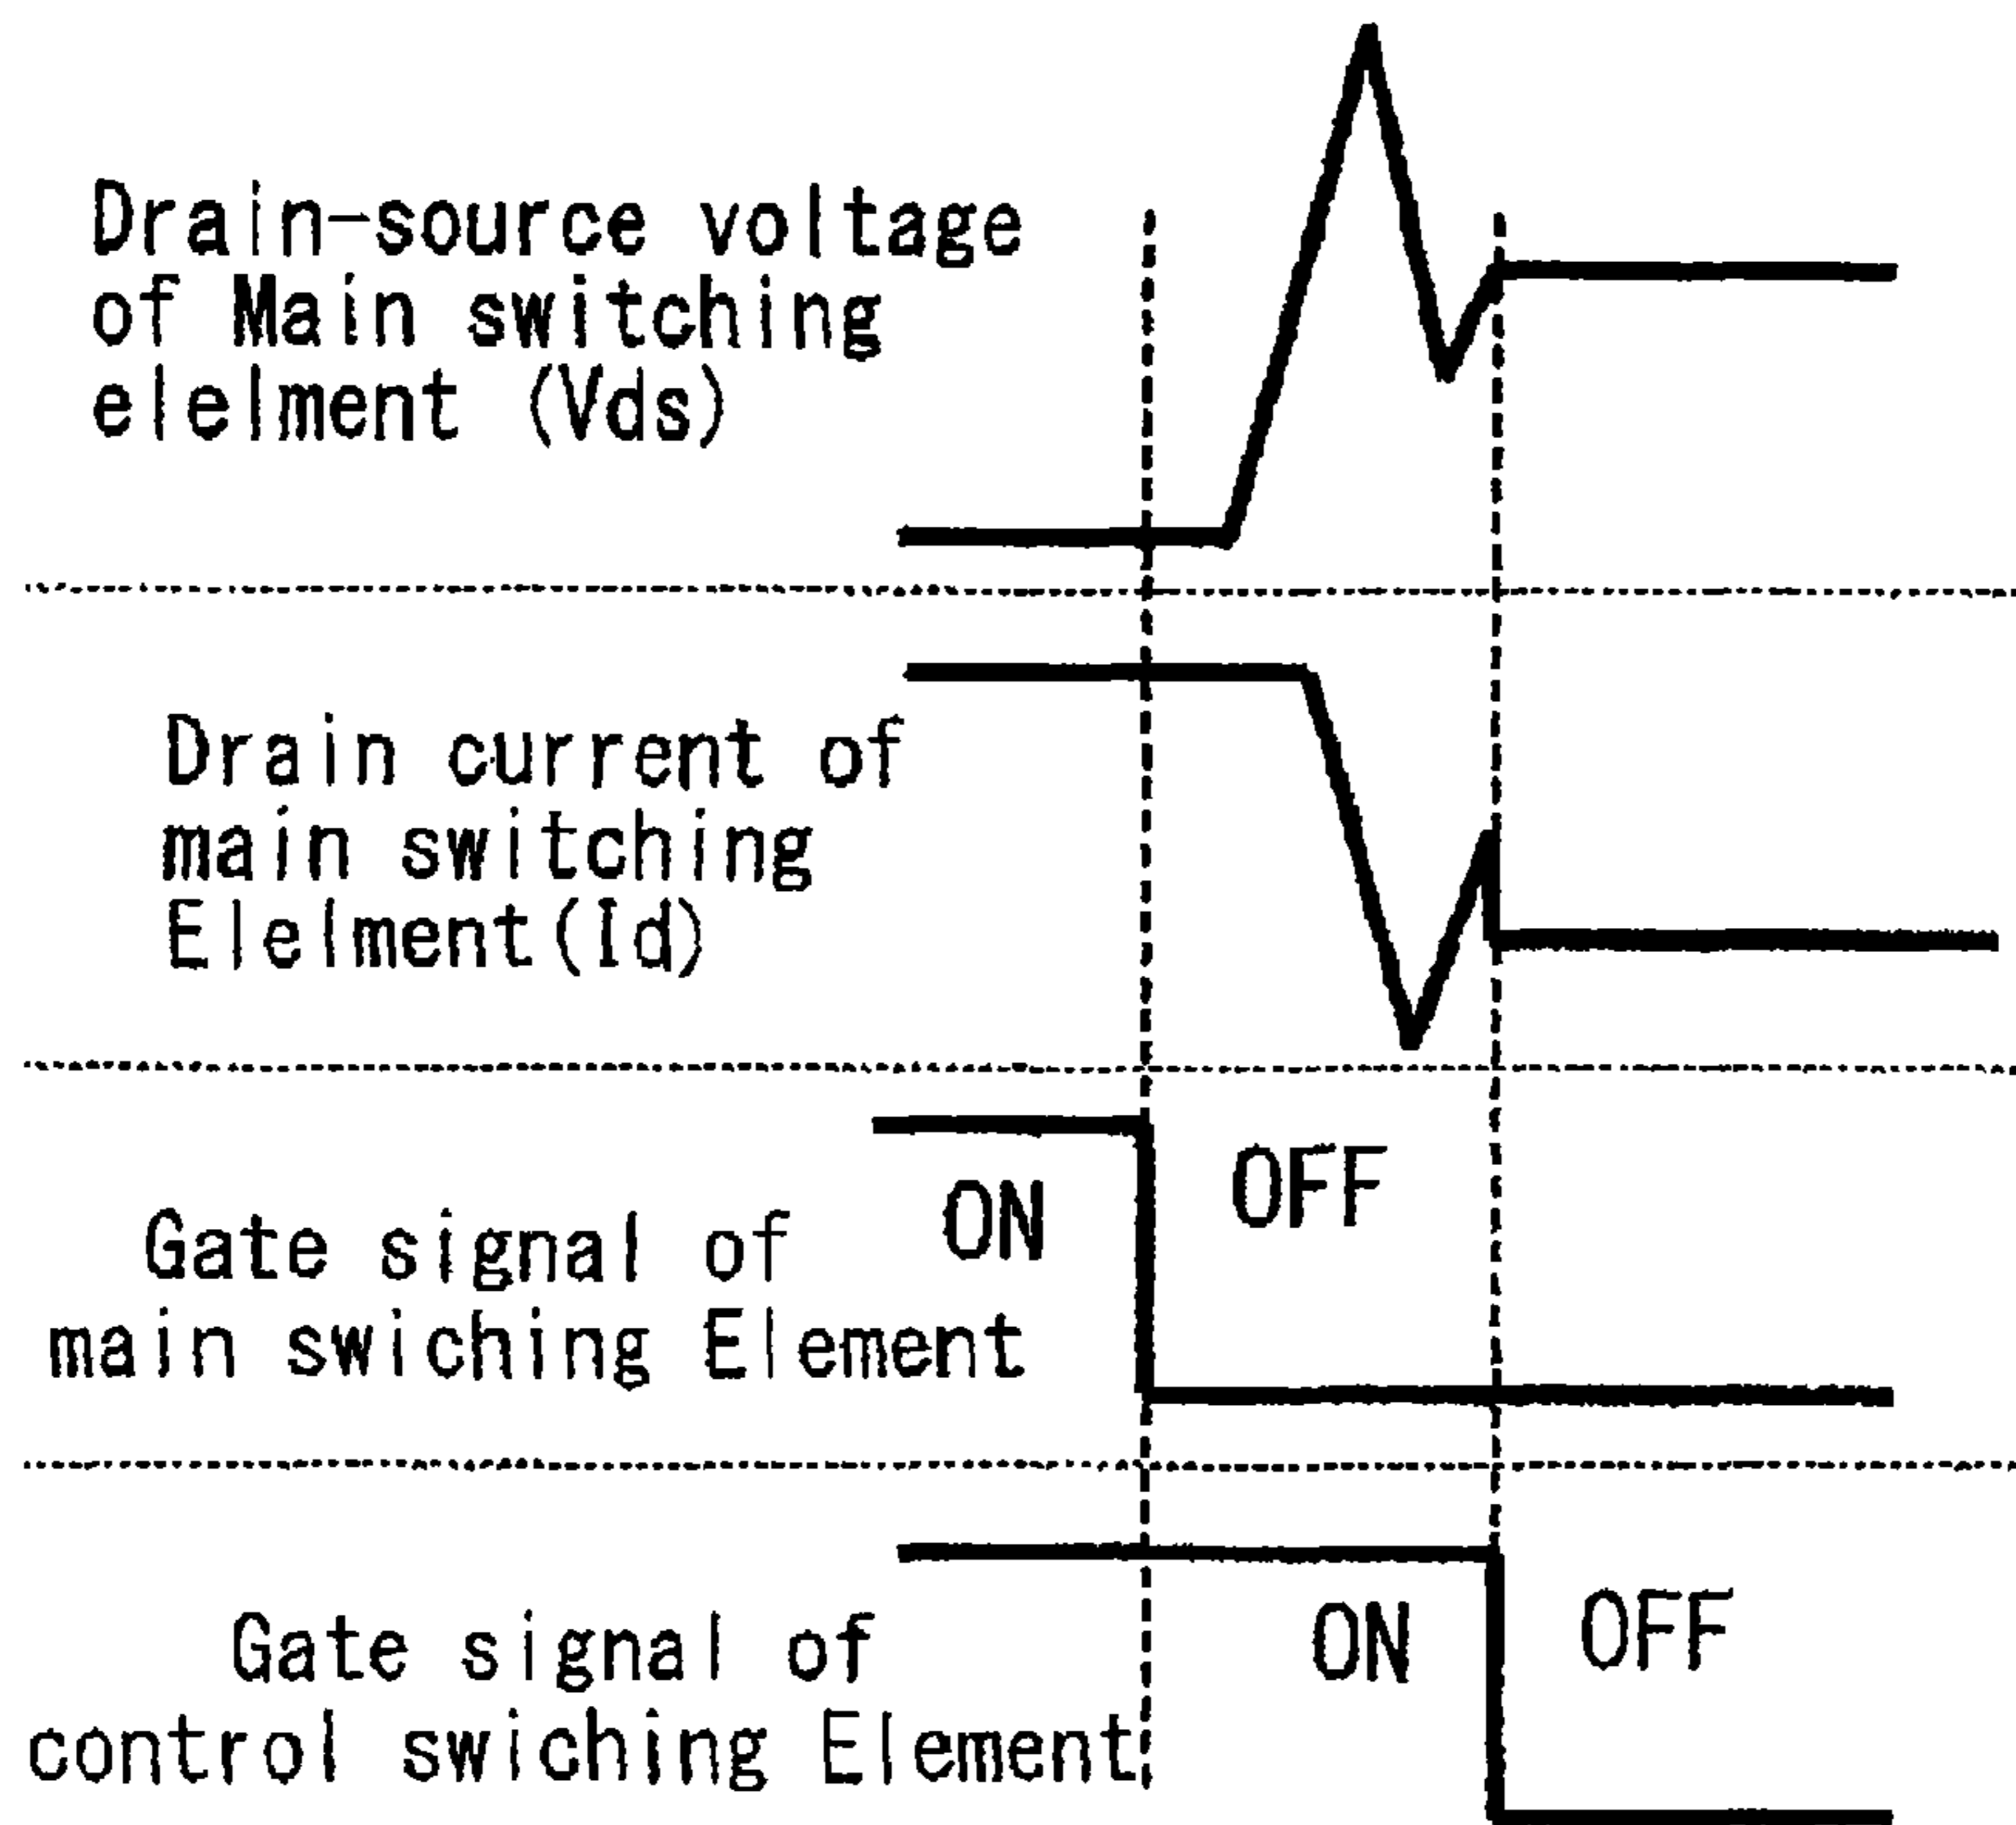 Drain-source voltage
of Main switching
elelment (Vds)
Drain current of
main switching
Elelment(Id)
ON
OFF
Gate signal of
main swiching Element
ON
OFF
Gate signal of
control swiching Element